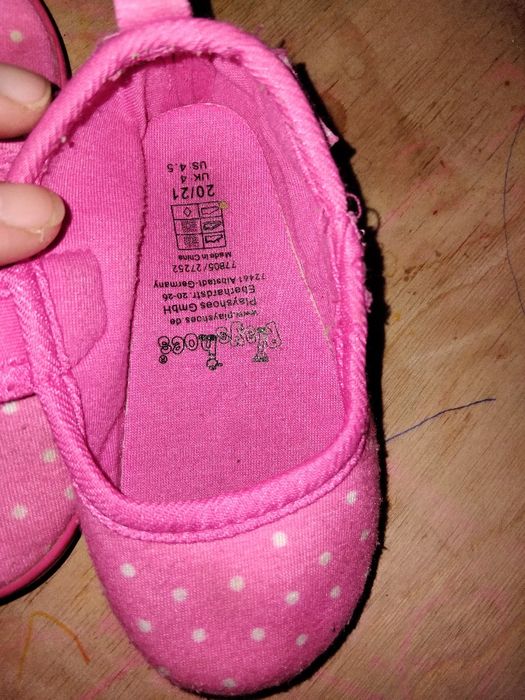 Playshoes
www.playshoes.de
Playshoes GmbH
Eberhardstr. 20-26
72461 Albstadt-Germany
77805/27252
Made in China
20/21
UK: 4
US: 4.5